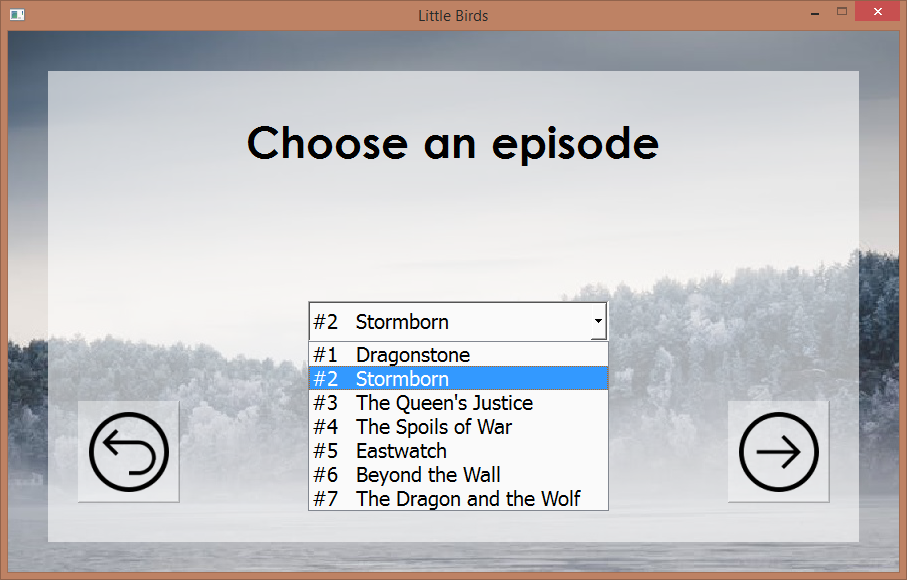 Little Birds
Choose an episode
#2 Stormborn
#1 Dragonstone
#2 Stormborn
#3 The Queen's Justice
#4 The Spoils of War
#5 Eastwatch
#6 Beyond the Wall
#7 The Dragon and the Wolf